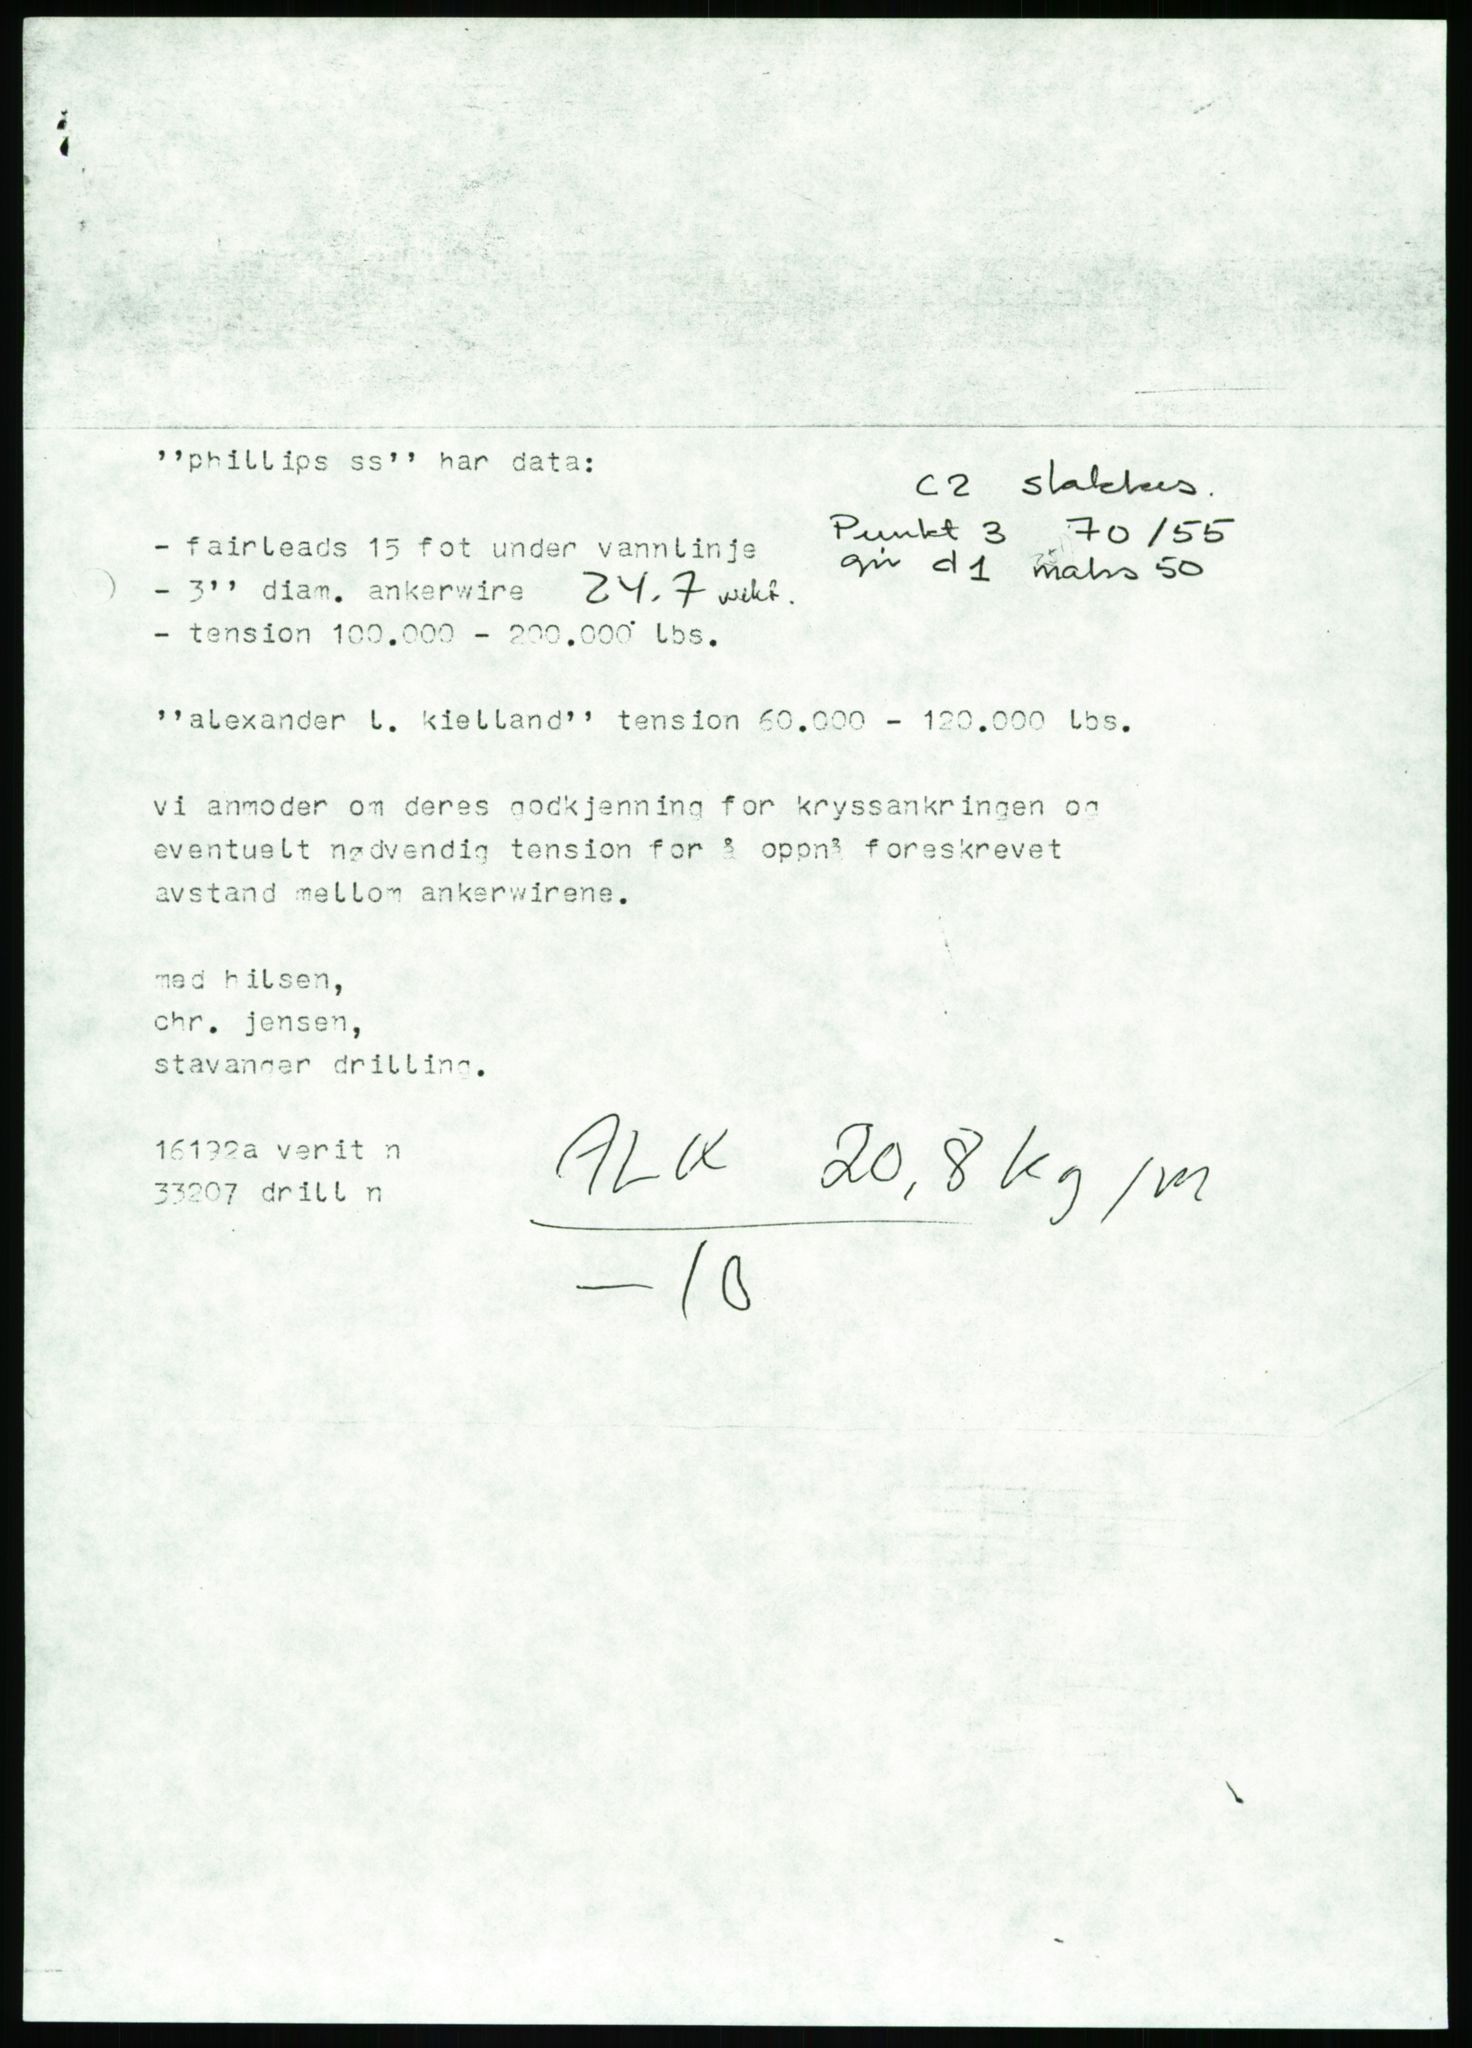 ''phillips ss'' har data:
C2 slakkes.
Punkt 3 70/55
gir d1 maks 50
- fairleads 15 fot under vannlinje
- 3'' diam. ankerwire 24.7 vekt.
- tension 100.000 - 200.000 lbs.
''alexander l. kielland'' tension 60.000 - 120.000 lbs.
vi anmoder om deres godkjenning for kryssankringen og
eventuelt nødvendig tension for å oppnå foreskrevet
avstand mellom ankerwirene.
med hilsen,
chr. jensen,
stavanger drilling.
16192a verit n
33207 drill n
ALK 20,8 kg/m
-10